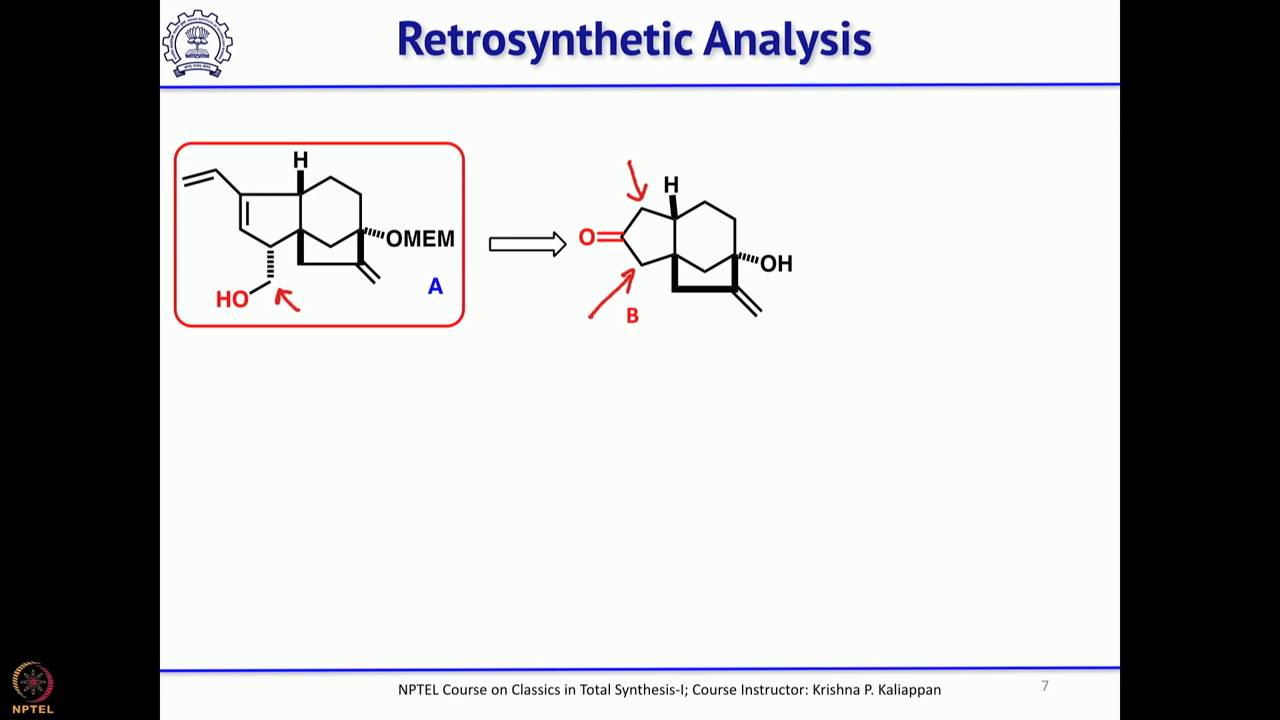 Retrosynthetic Analysis
H
OMEM
HO
A
H
O
OH
B
NPTEL Course on Classics in Total Synthesis-I; Course Instructor: Krishna P. Kaliappan
7
NPTEL